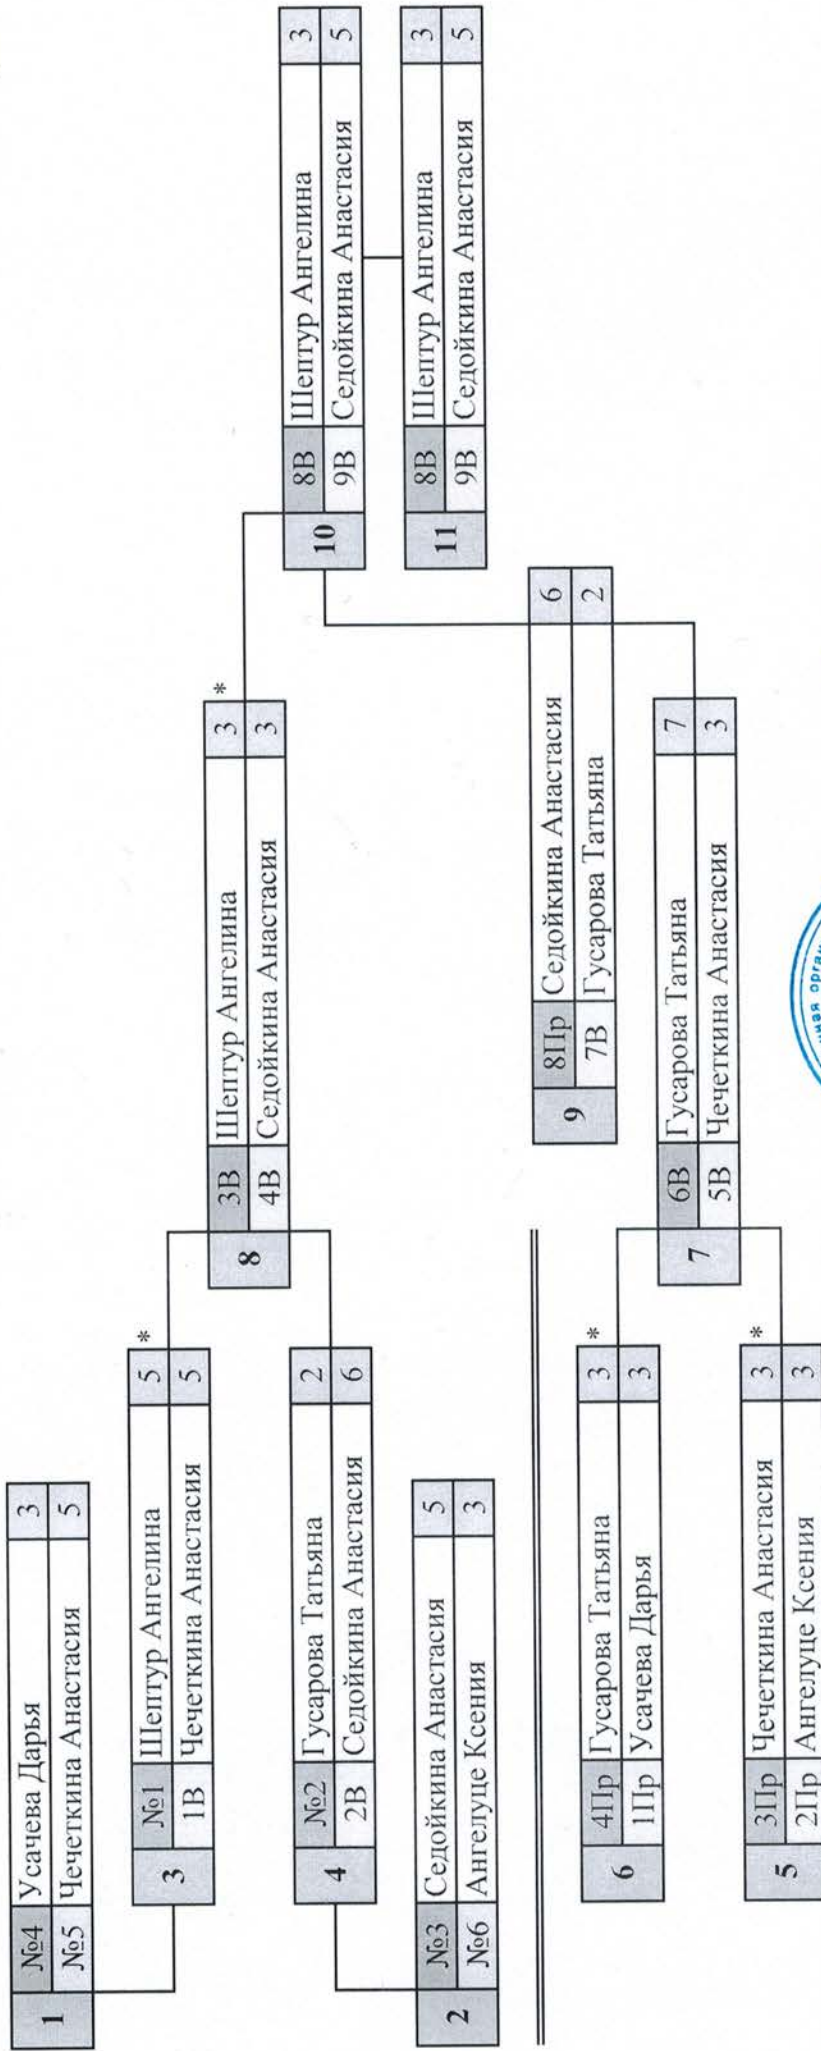 1
№4 Усачева Дарья 3
№5 Чечеткина Анастасия 5
3
№1 Шептур Ангелина 5 *
1В Чечеткина Анастасия 5
4
№2 Гусарова Татьяна 2
2В Седойкина Анастасия 6
2
№3 Седойкина Анастасия 5
№6 Ангелуце Ксения 3
8
3В Шептур Ангелина 3 *
4В Седойкина Анастасия 3
10
8В Шептур Ангелина 3
9В Седойкина Анастасия 5
11
8В Шептур Ангелина 3
9В Седойкина Анастасия 5
6
4Пр Гусарова Татьяна 3 *
1Пр Усачева Дарья 3
5
3Пр Чечеткина Анастасия 3 *
2Пр Ангелуце Ксения 3
7
6В Гусарова Татьяна 7
5В Чечеткина Анастасия 3
9
8Пр Седойкина Анастасия 6
7В Гусарова Татьяна 2